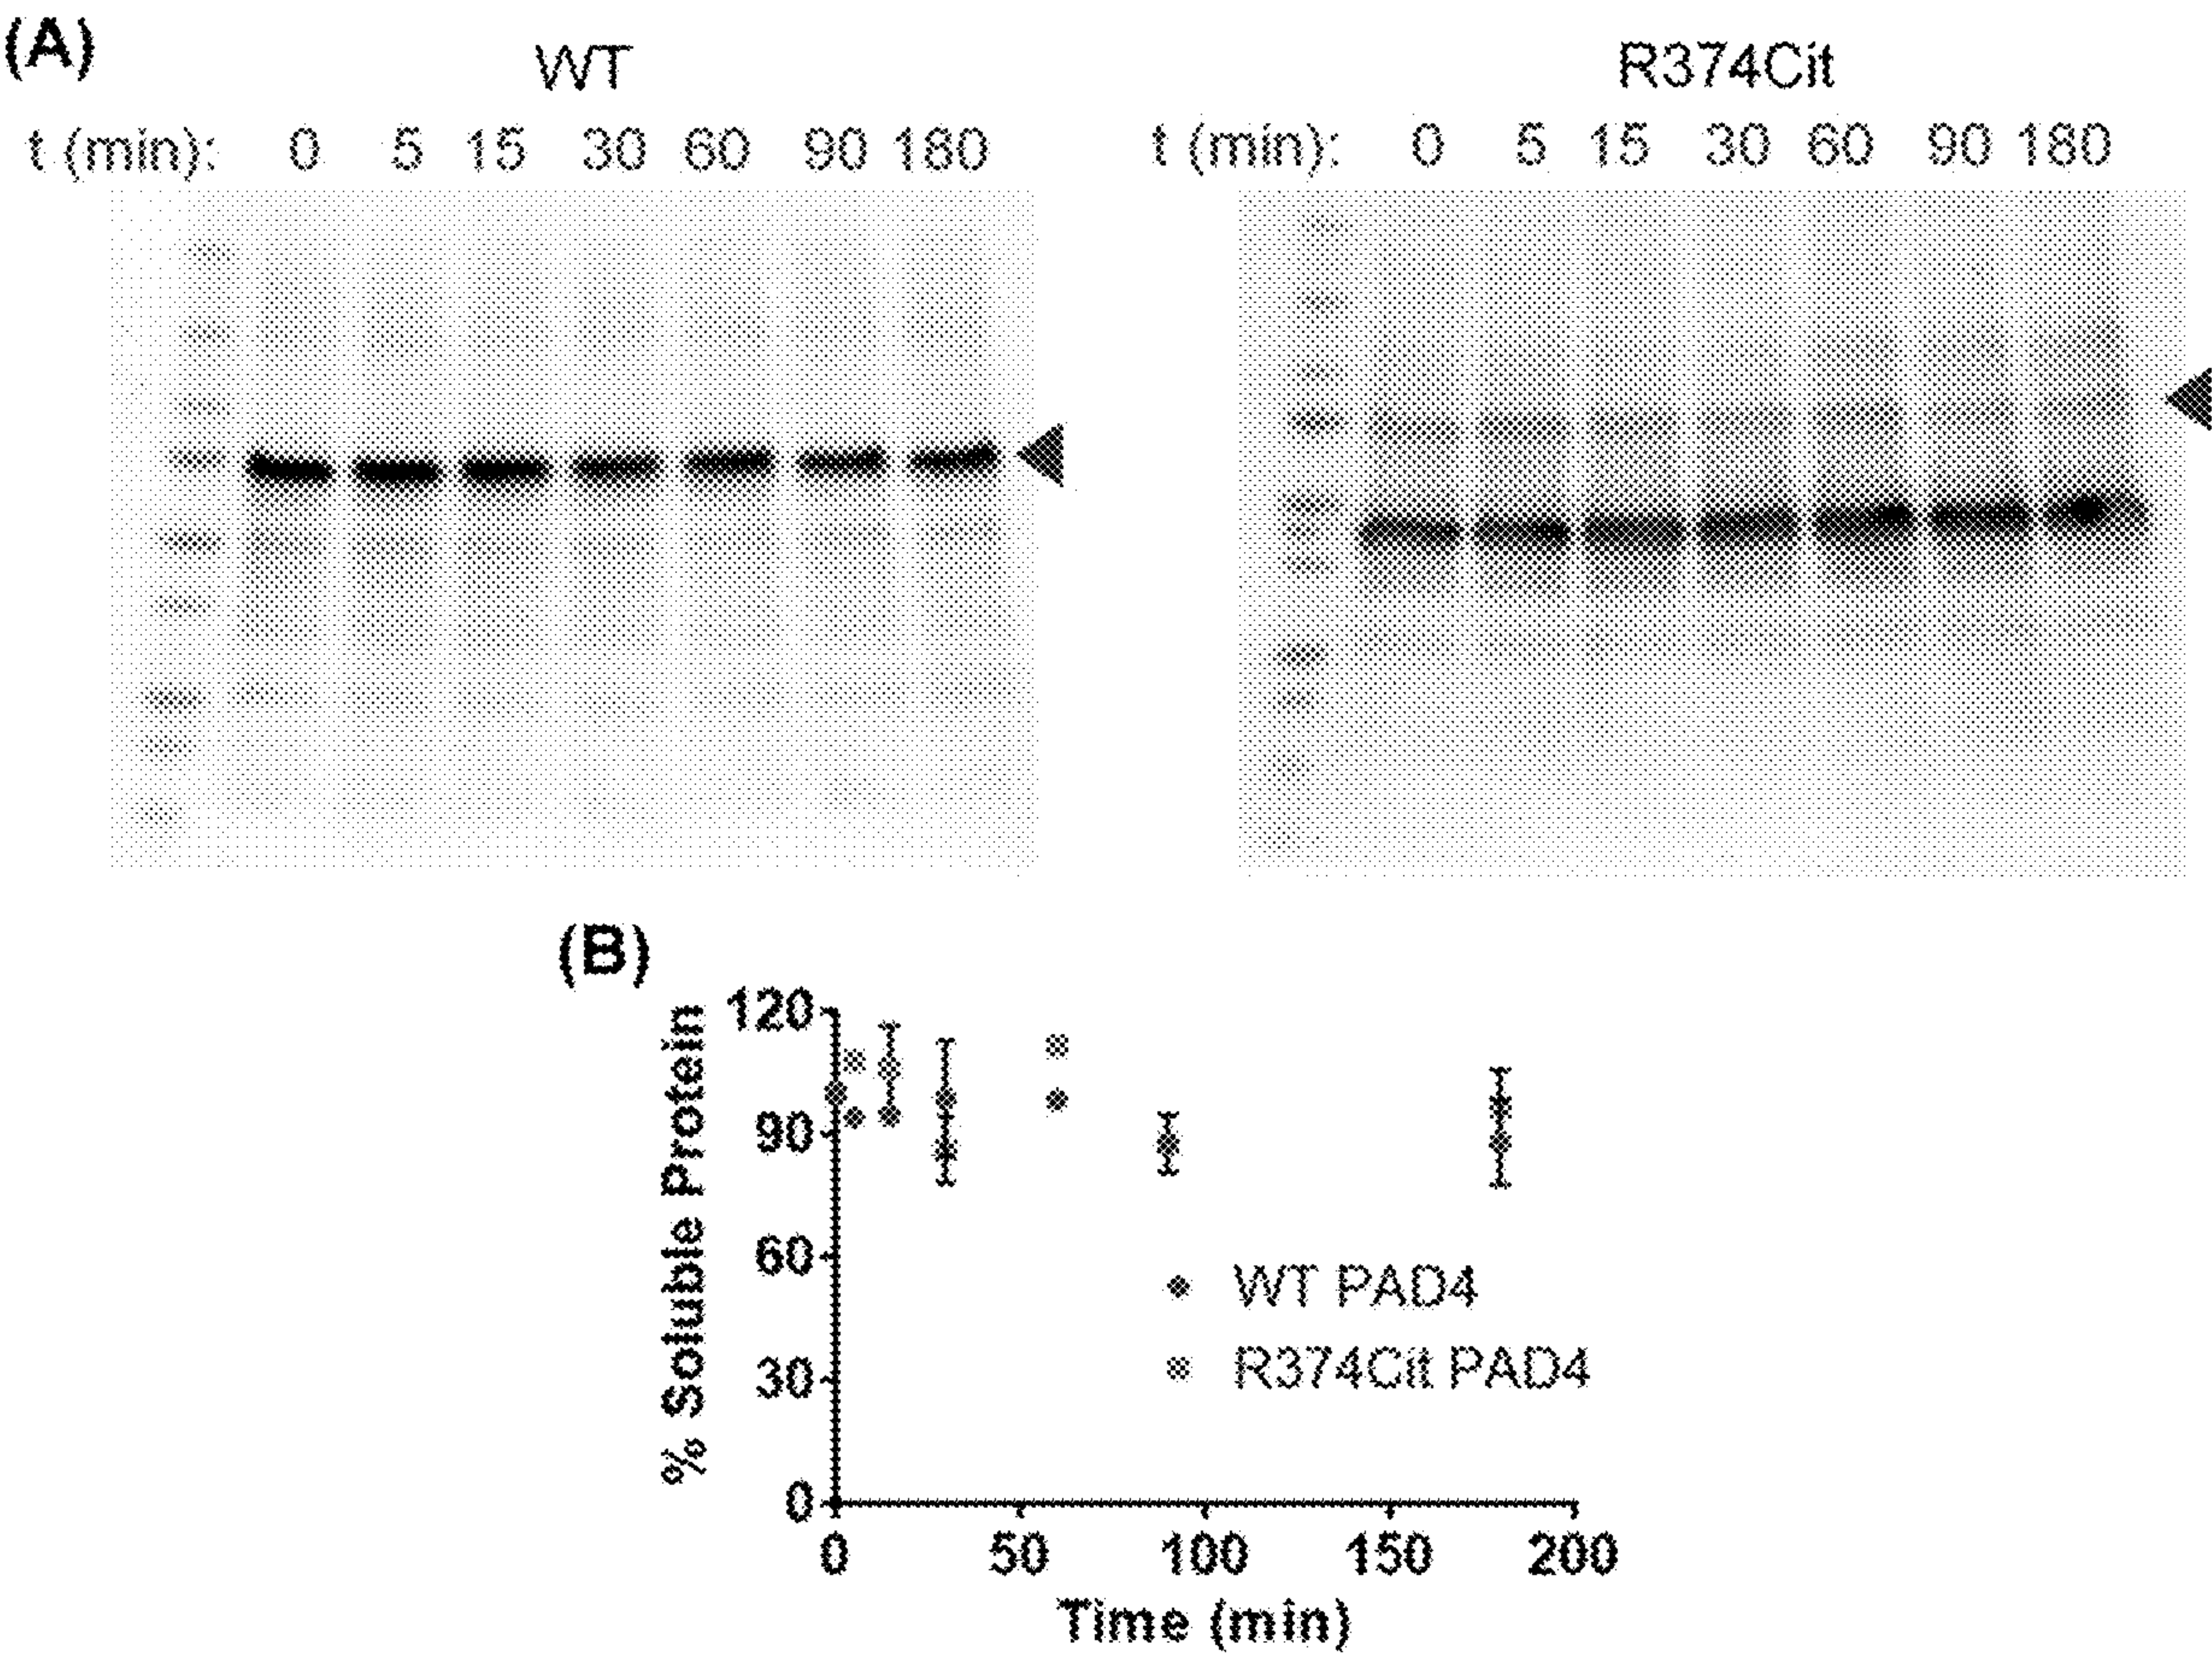 (A)
WT
t (min): 0 5 15 30 60 90 180
R374Cit
t (min): 0 5 15 30 60 90 180
(B)
% Soluble Protein
120
90
60
30
0
WT PAD4
R374Cit PAD4
0 50 100 150 200
Time (min)